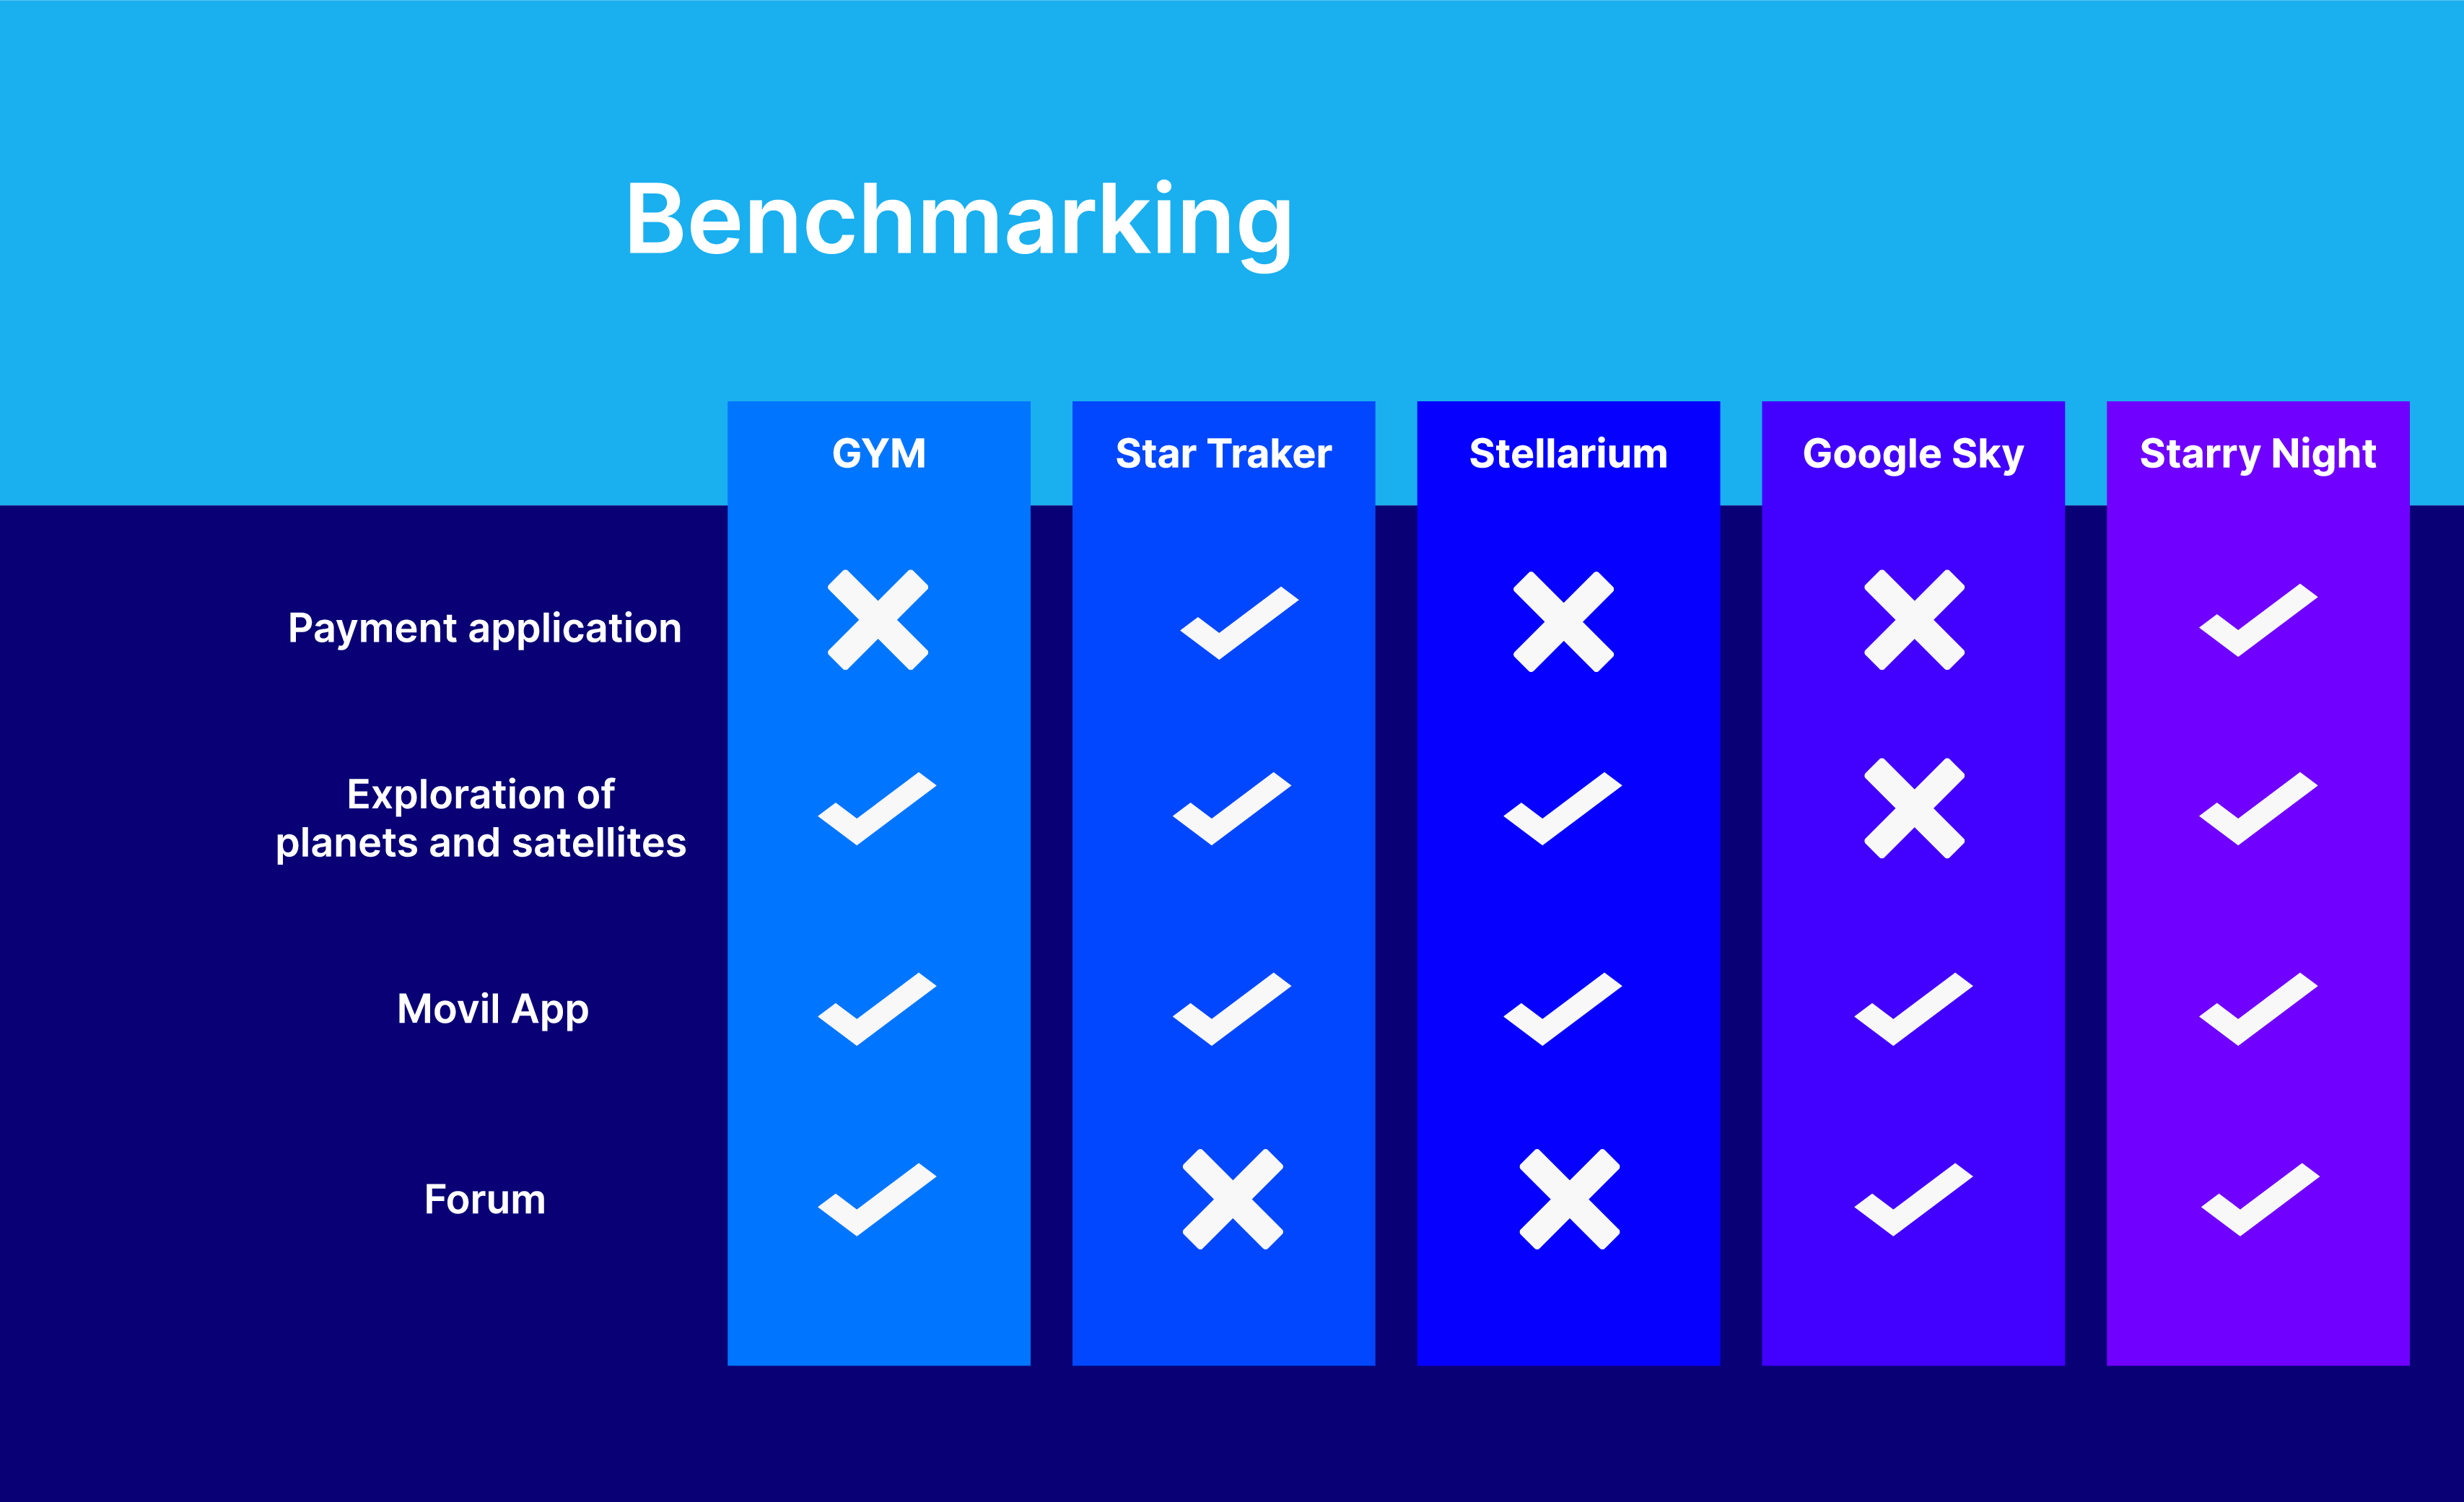 Benchmarking
GYM
Star Traker
Stellarium
Google Sky
Starry Night
Payment application
Exploration of
planets and satellites
Movil App
Forum